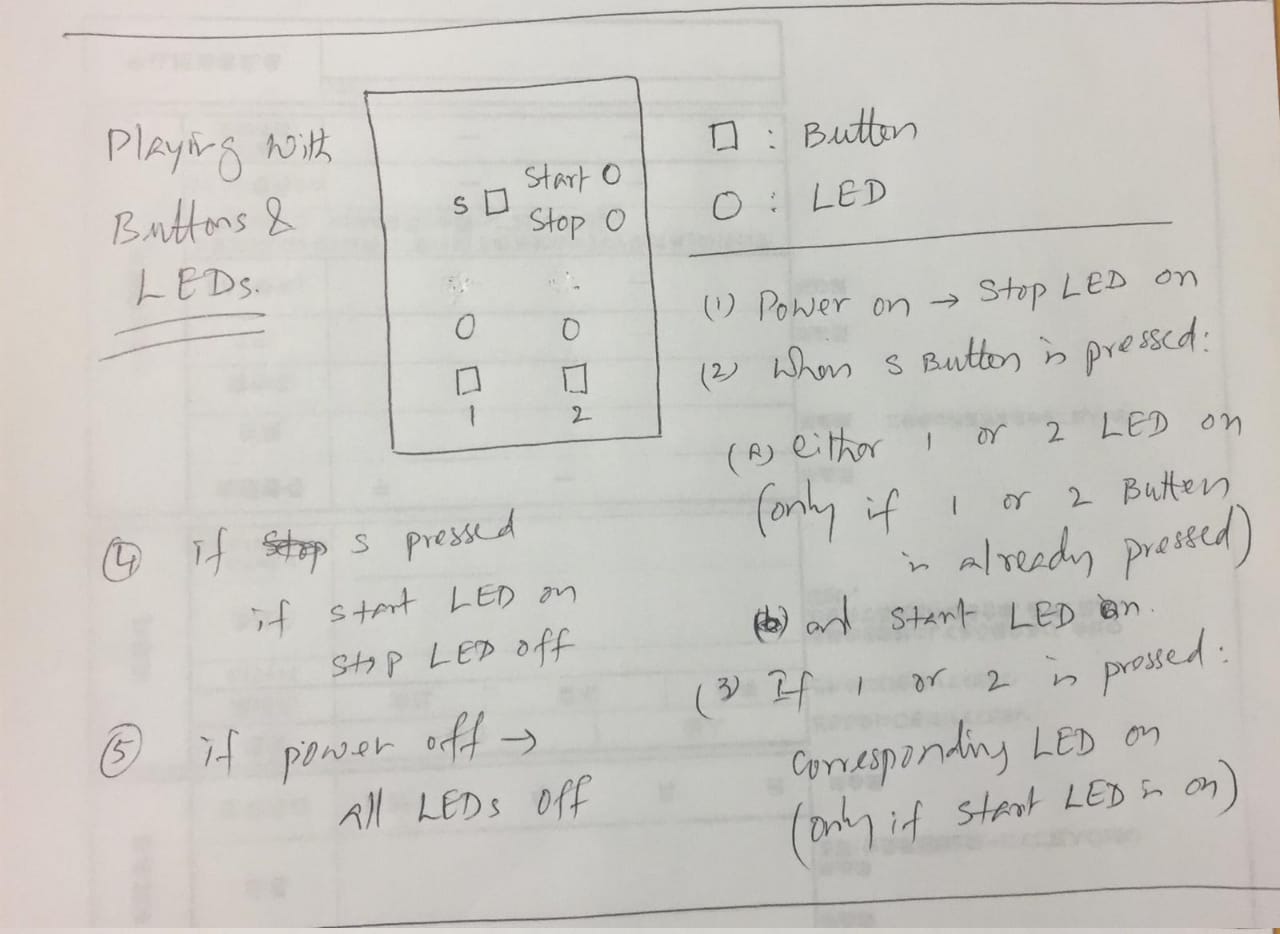 Playing with
Buttons &
LEDs.
S □ Start O
Stop O
O O
□ □
1 2
□ : Button
O : LED
(1) Power on → Stop LED on
(2) When S Button is pressed:
(A) either 1 or 2 LED on
(only if 1 or 2 Button
is already pressed)
(b) and Start LED on.
(3) If 1 or 2 is pressed:
corresponding LED on
(only if Start LED is on)
④ if S pressed
if start LED on
stop LED off
⑤ if power off →
All LEDs off